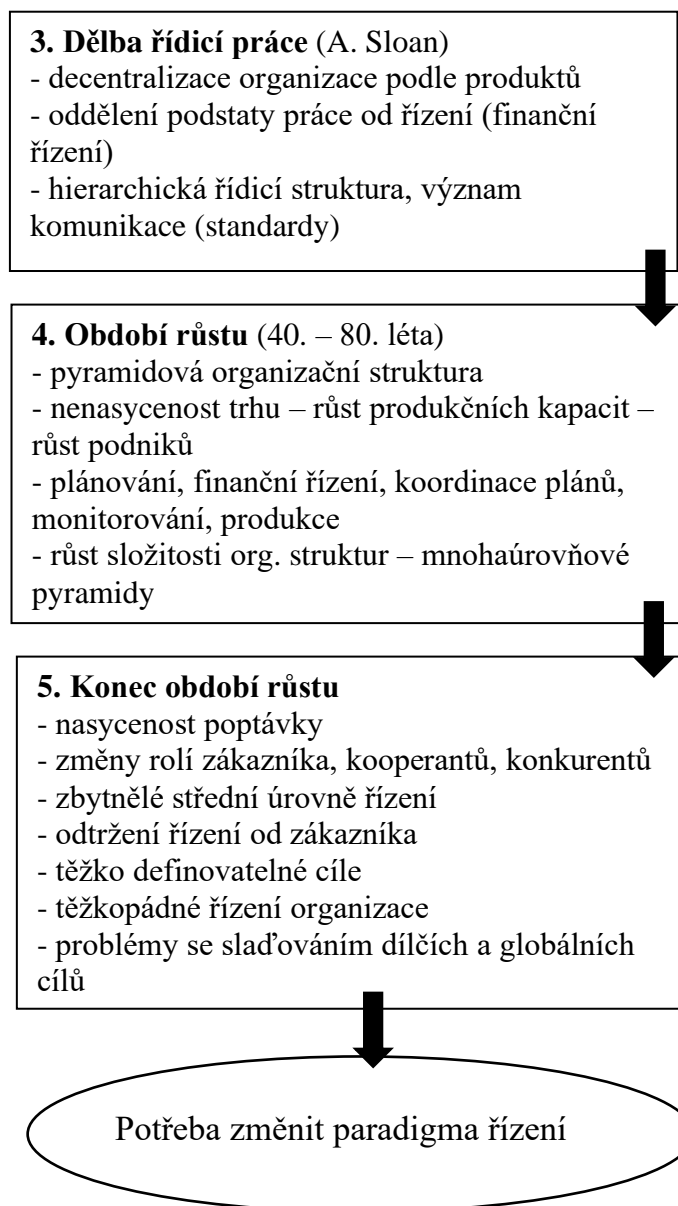 3. Dělba řídicí práce (A. Sloan)
- decentralizace organizace podle produktů
- oddělení podstaty práce od řízení (finanční
řízení)
- hierarchická řídicí struktura, význam
komunikace (standardy)
4. Období růstu (40. – 80. léta)
- pyramidová organizační struktura
- nenasycenost trhu – růst produkčních kapacit –
růst podniků
- plánování, finanční řízení, koordinace plánů,
monitorování, produkce
- růst složitosti org. struktur – mnohaúrovňové
pyramidy
5. Konec období růstu
- nasycenost poptávky
- změny rolí zákazníka, kooperantů, konkurentů
- zbytnělé střední úrovně řízení
- odtržení řízení od zákazníka
- těžko definovatelné cíle
- těžkopádné řízení organizace
- problémy se slaďováním dílčích a globálních
cílů
Potřeba změnit paradigma řízení